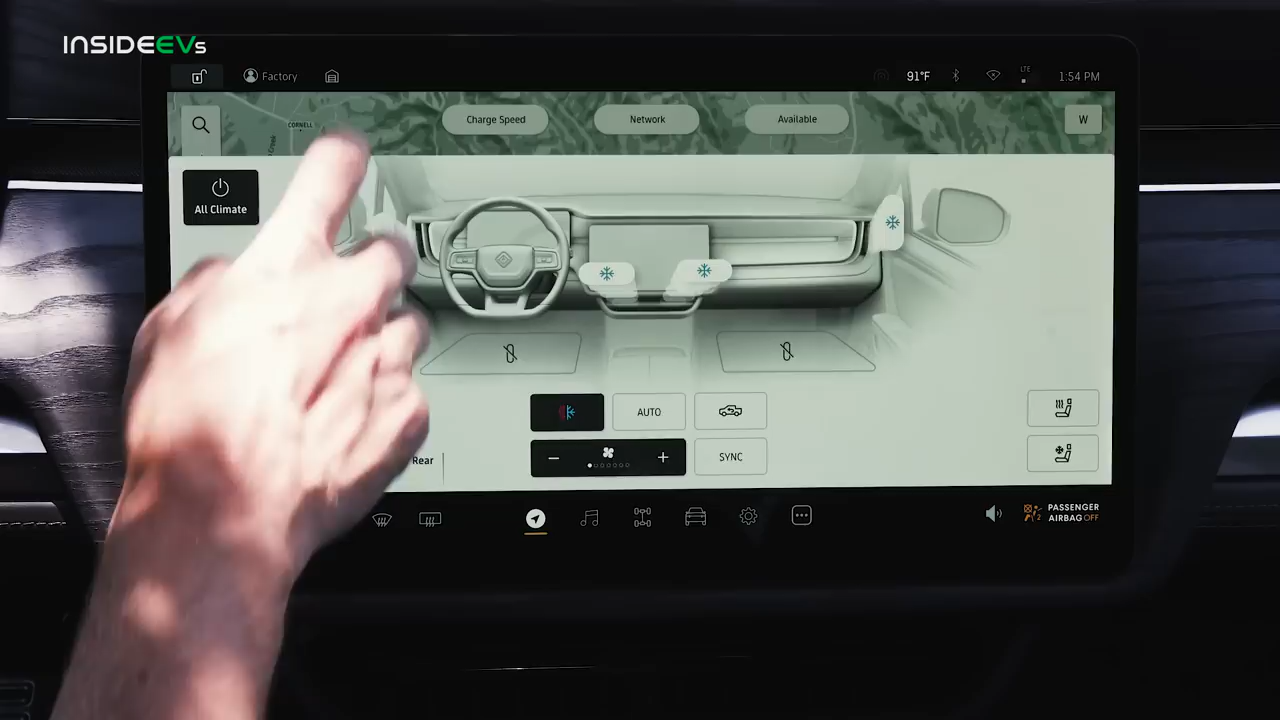 INSIDEEVs
Factory
91°F
LTE
1:54 PM
CORNELL
Charge Speed
Network
Available
W
All Climate
AUTO
SYNC
Rear
PASSENGER
AIRBAG OFF